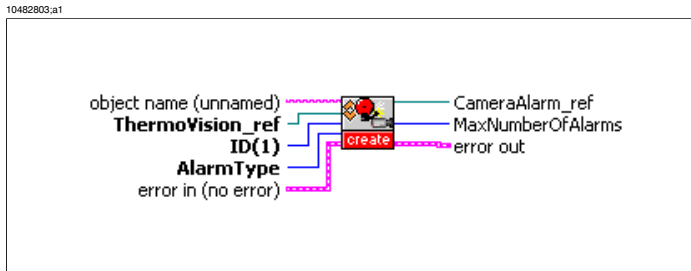 10482803;a1
object name (unnamed)
ThermoVision_ref
ID(1)
AlarmType
error in (no error)
create
CameraAlarm_ref
MaxNumberOfAlarms
error out